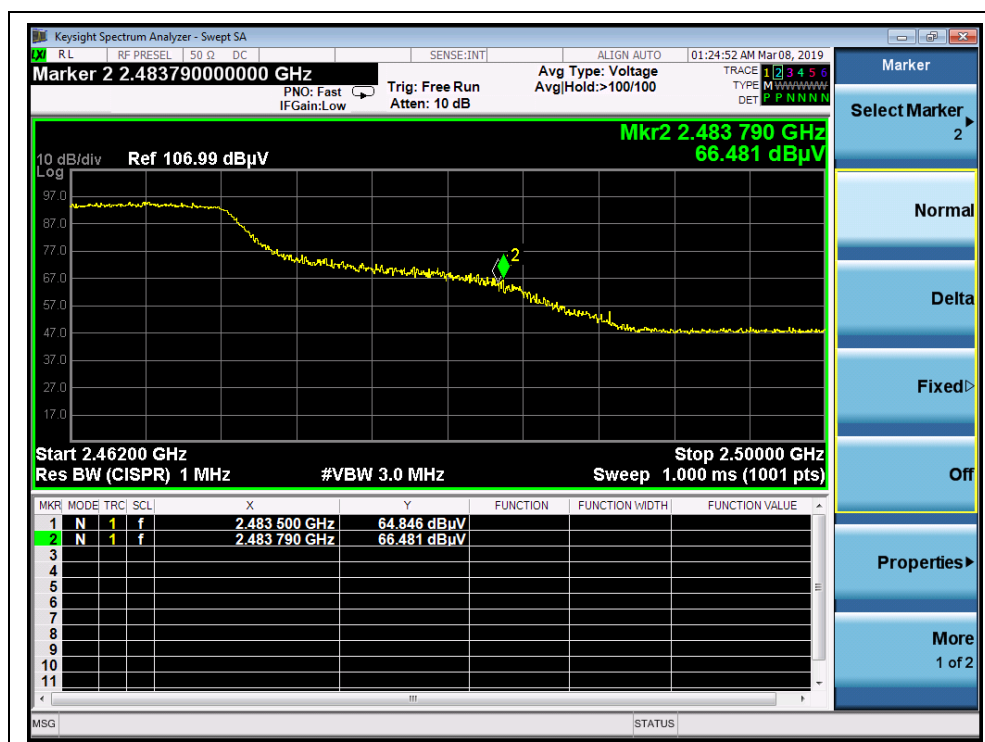 Keysight Spectrum Analyzer - Swept SA
LXI RL RF PRESEL 50 Ω DC SENSE:INT ALIGN AUTO 01:24:52 AM Mar 08, 2019
Marker 2 2.483790000000 GHz
PNO: Fast Trig: Free Run Avg Type: Voltage TRACE 1 2 3 4 5 6
IFGain:Low Atten: 10 dB Avg|Hold:>100/100 TYPE M W W W W W
DET P P N N N N
Mkr2 2.483 790 GHz
66.481 dBµV
10 dB/div Ref 106.99 dBµV
Log
97.0
87.0
77.0
67.0
57.0
47.0
37.0
27.0
17.0
2
Start 2.46200 GHz Stop 2.50000 GHz
Res BW (CISPR) 1 MHz #VBW 3.0 MHz Sweep 1.000 ms (1001 pts)
MKR MODE TRC SCL X Y FUNCTION FUNCTION WIDTH FUNCTION VALUE
1 N 1 f 2.483 500 GHz 64.846 dBµV
2 N 1 f 2.483 790 GHz 66.481 dBµV
3
4
5
6
7
8
9
10
11
MSG STATUS
Marker
Select Marker
2
Normal
Delta
Fixed
Off
Properties
More
1 of 2